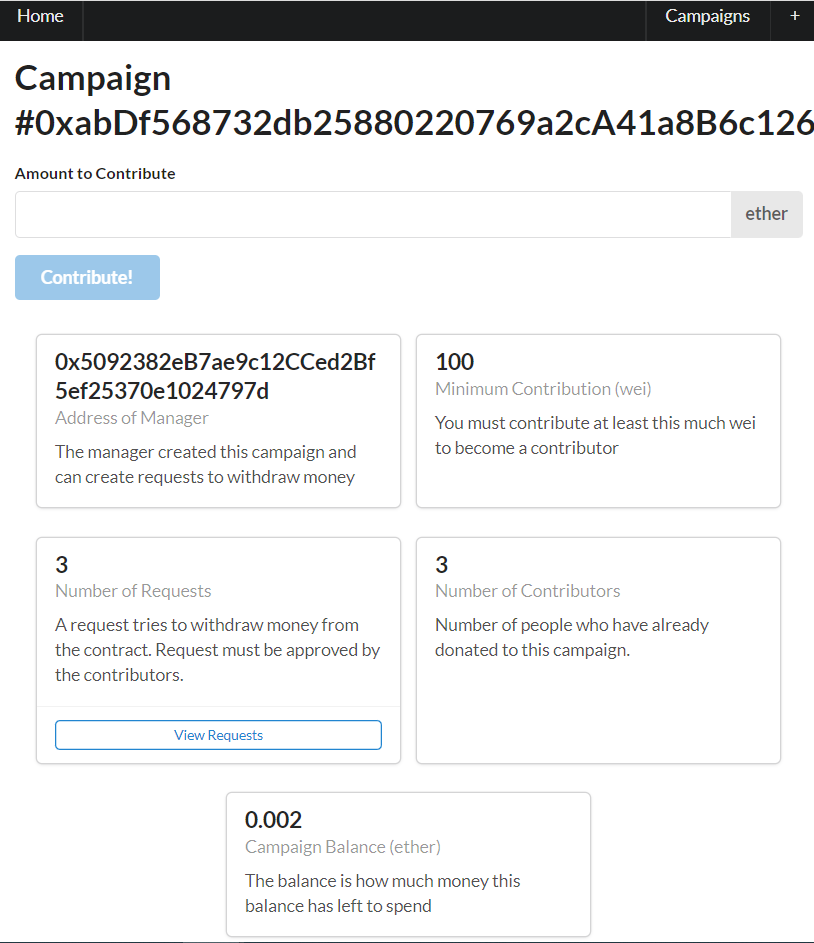 Home
Campaigns
+
Campaign
#0xabDf568732db25880220769a2cA41a8B6c126
Amount to Contribute
ether
Contribute!
0x5092382eB7ae9c12CCed2Bf
5ef25370e1024797d
Address of Manager
The manager created this campaign and
can create requests to withdraw money
100
Minimum Contribution (wei)
You must contribute at least this much wei
to become a contributor
3
Number of Requests
A request tries to withdraw money from
the contract. Request must be approved by
the contributors.
View Requests
3
Number of Contributors
Number of people who have already
donated to this campaign.
0.002
Campaign Balance (ether)
The balance is how much money this
balance has left to spend